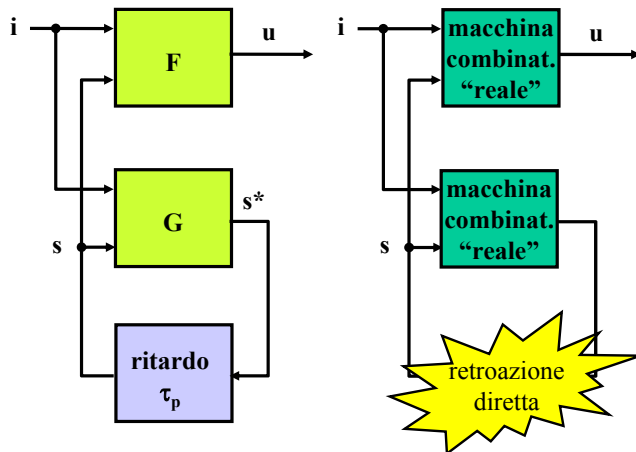 i
F
u
G
s*
s
ritardo
τp
i
macchina
combinat.
“reale”
u
macchina
combinat.
“reale”
s
retroazione
diretta